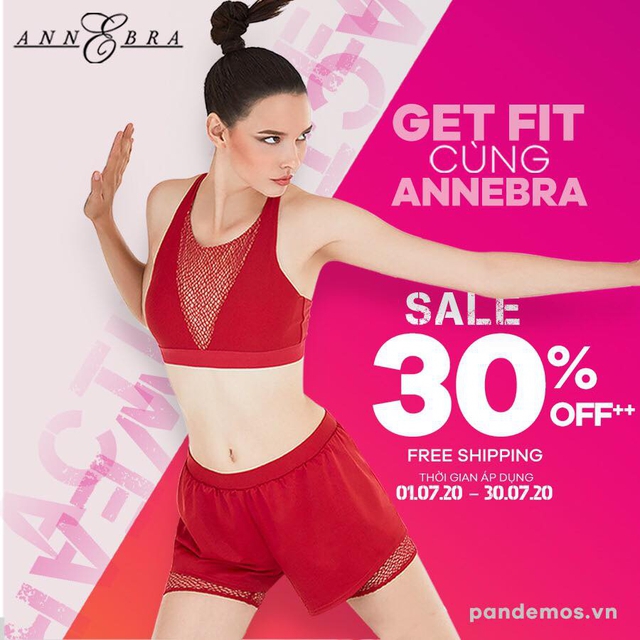 ANNEBRA
GET FIT
CÙNG
ANNEBRA
SALE
30%
OFF++
FREE SHIPPING
THỜI GIAN ÁP DỤNG
01.07.20 – 30.07.20
pandemos.vn